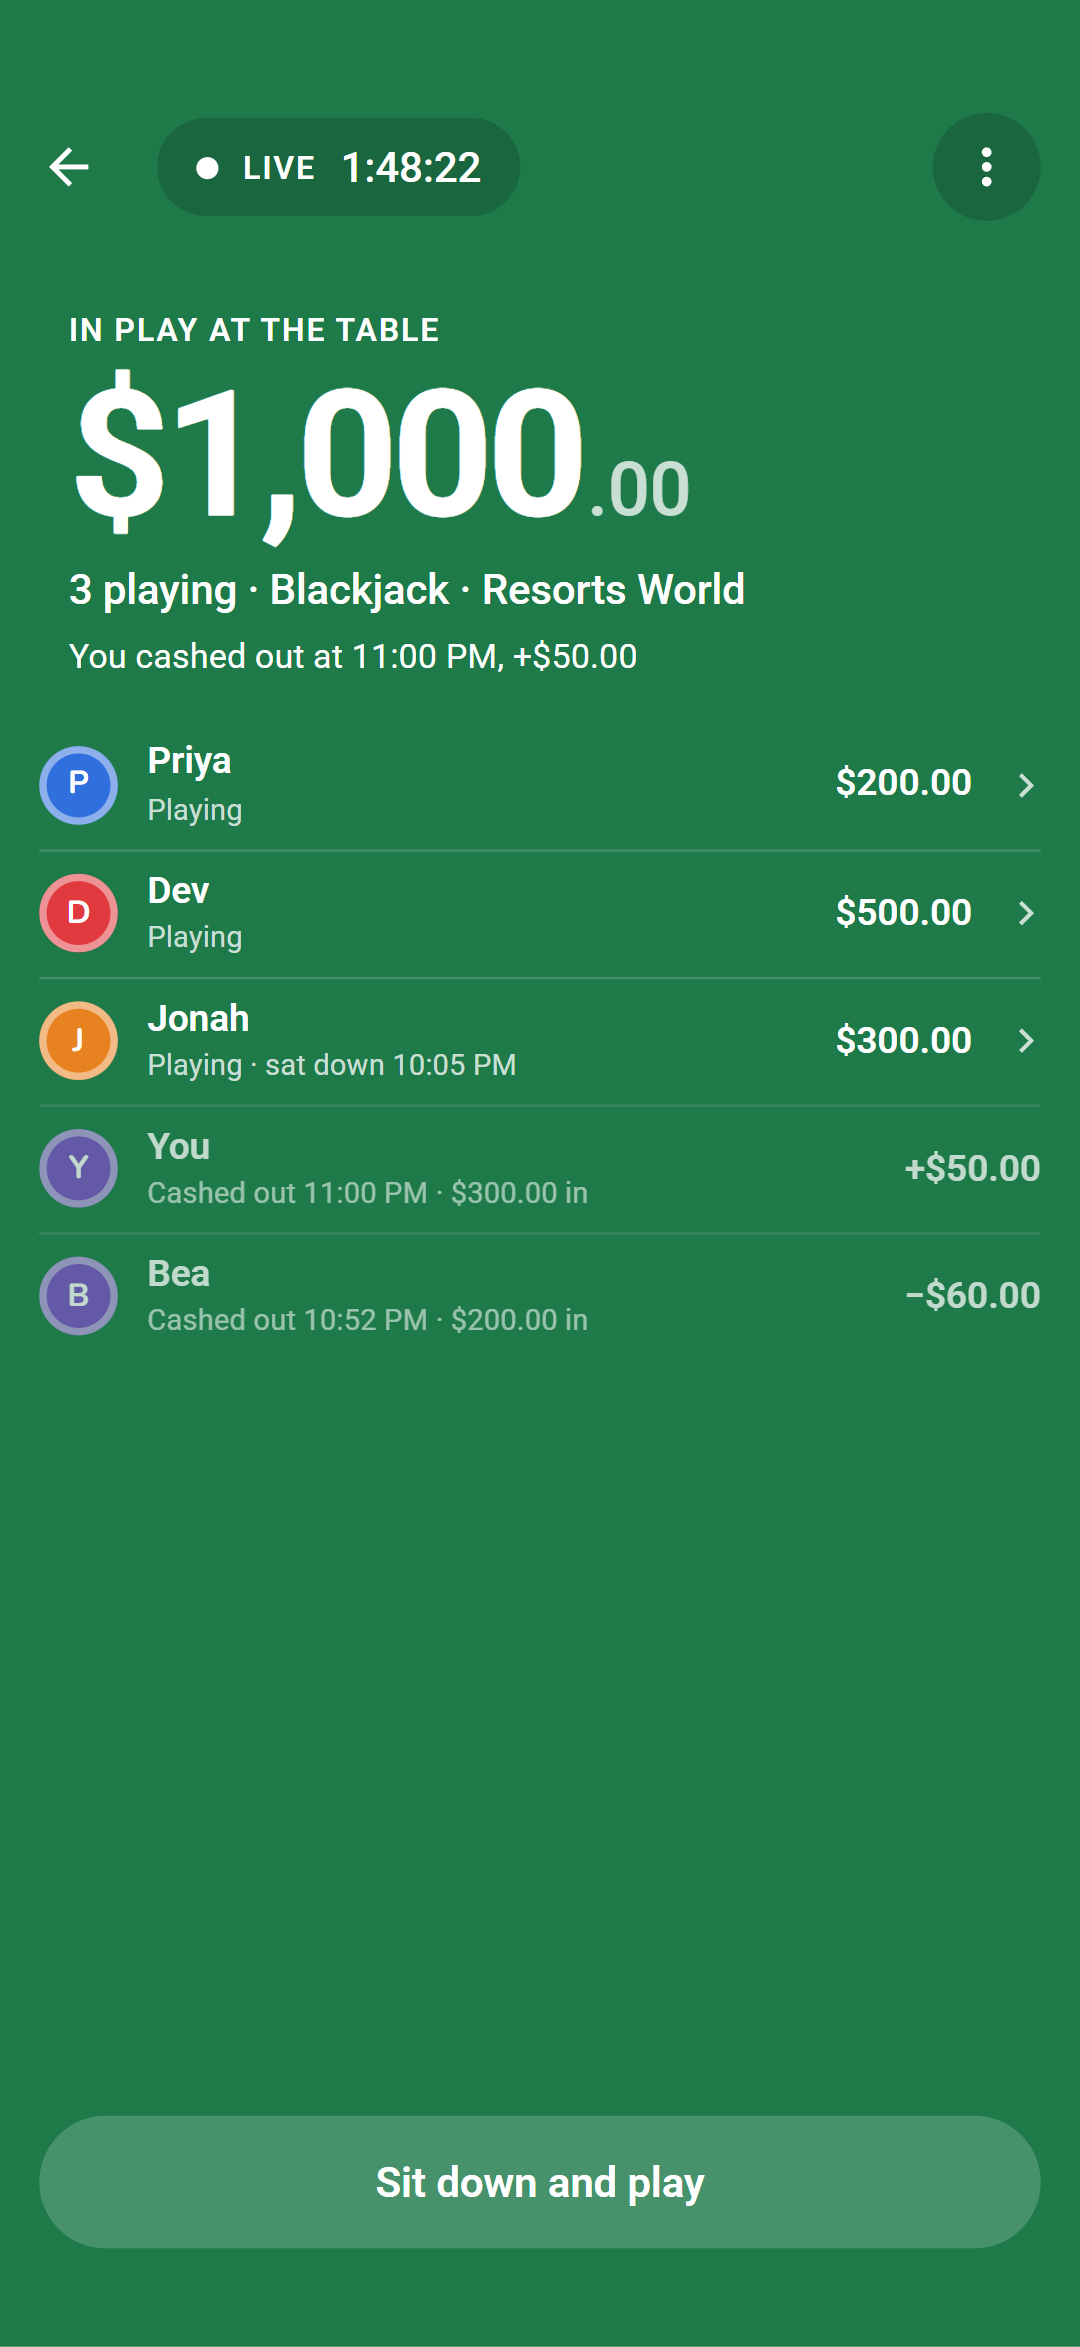 LIVE 1:48:22
IN PLAY AT THE TABLE
$1,000.00
3 playing · Blackjack · Resorts World
You cashed out at 11:00 PM, +$50.00
P
Priya
Playing
$200.00
D
Dev
Playing
$500.00
J
Jonah
Playing · sat down 10:05 PM
$300.00
Y
You
Cashed out 11:00 PM · $300.00 in
+$50.00
B
Bea
Cashed out 10:52 PM · $200.00 in
−$60.00
Sit down and play